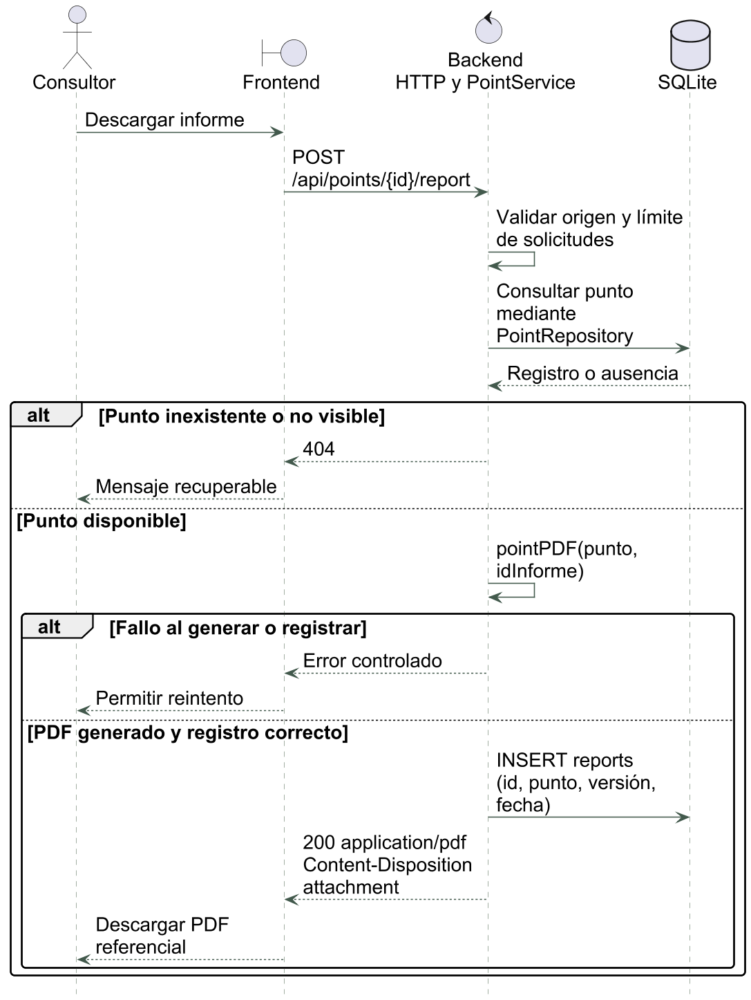 Consultor
Frontend
Backend
HTTP y PointService
SQLite
Descargar informe
POST
/api/points/{id}/report
Validar origen y límite
de solicitudes
Consultar punto
mediante
PointRepository
Registro o ausencia
alt
[Punto inexistente o no visible]
404
Mensaje recuperable
[Punto disponible]
pointPDF(punto,
idInforme)
alt
[Fallo al generar o registrar]
Error controlado
Permitir reintento
[PDF generado y registro correcto]
INSERT reports
(id, punto, versión,
fecha)
200 application/pdf
Content-Disposition
attachment
Descargar PDF
referencial